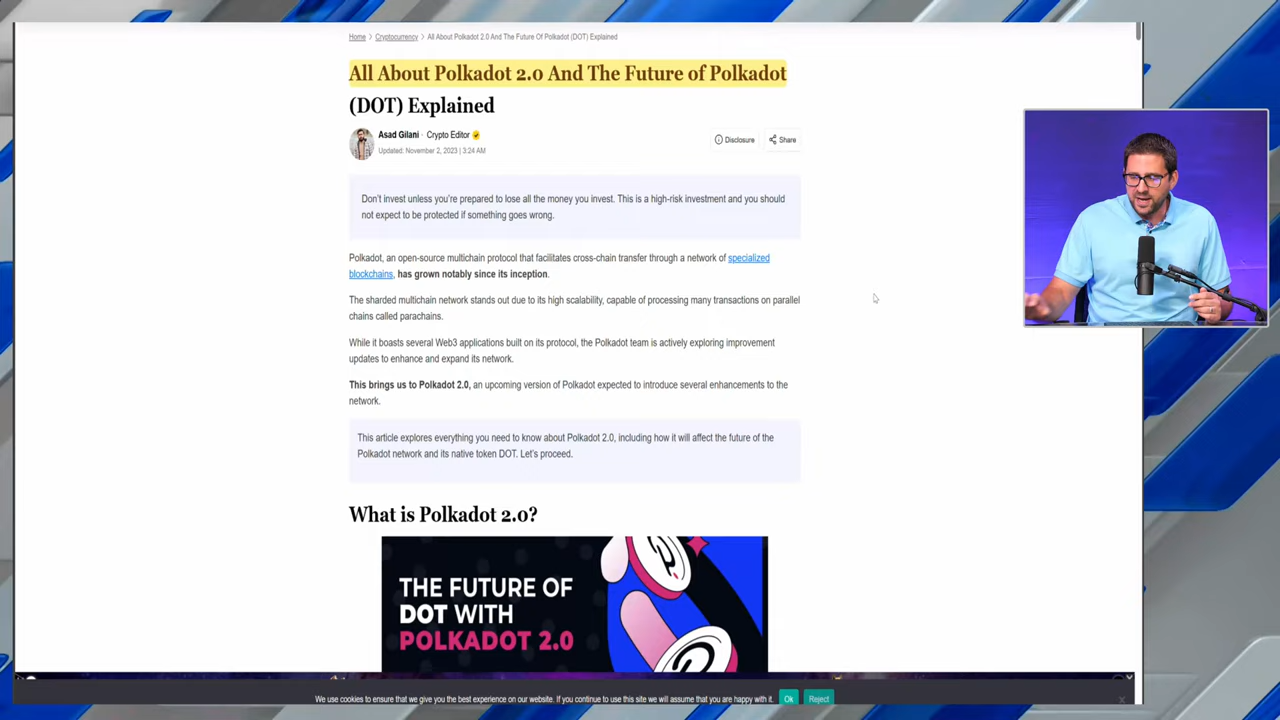 Home > Cryptocurrency > All About Polkadot 2.0 And The Future Of Polkadot (DOT) Explained
All About Polkadot 2.0 And The Future of Polkadot
(DOT) Explained
Asad Gilani · Crypto Editor
Updated: November 2, 2023 | 3:24 AM
Disclosure
Share
Don't invest unless you're prepared to lose all the money you invest. This is a high-risk investment and you should
not expect to be protected if something goes wrong.
Polkadot, an open-source multichain protocol that facilitates cross-chain transfer through a network of specialized
blockchains, has grown notably since its inception.
The sharded multichain network stands out due to its high scalability, capable of processing many transactions on parallel
chains called parachains.
While it boasts several Web3 applications built on its protocol, the Polkadot team is actively exploring improvement
updates to enhance and expand its network.
This brings us to Polkadot 2.0, an upcoming version of Polkadot expected to introduce several enhancements to the
network.
This article explores everything you need to know about Polkadot 2.0, including how it will affect the future of the
Polkadot network and its native token DOT. Let's proceed.
What is Polkadot 2.0?
THE FUTURE OF
DOT WITH
POLKADOT 2.0
We use cookies to ensure that we give you the best experience on our website. If you continue to use this site we will assume that you are happy with it.
Ok
Reject